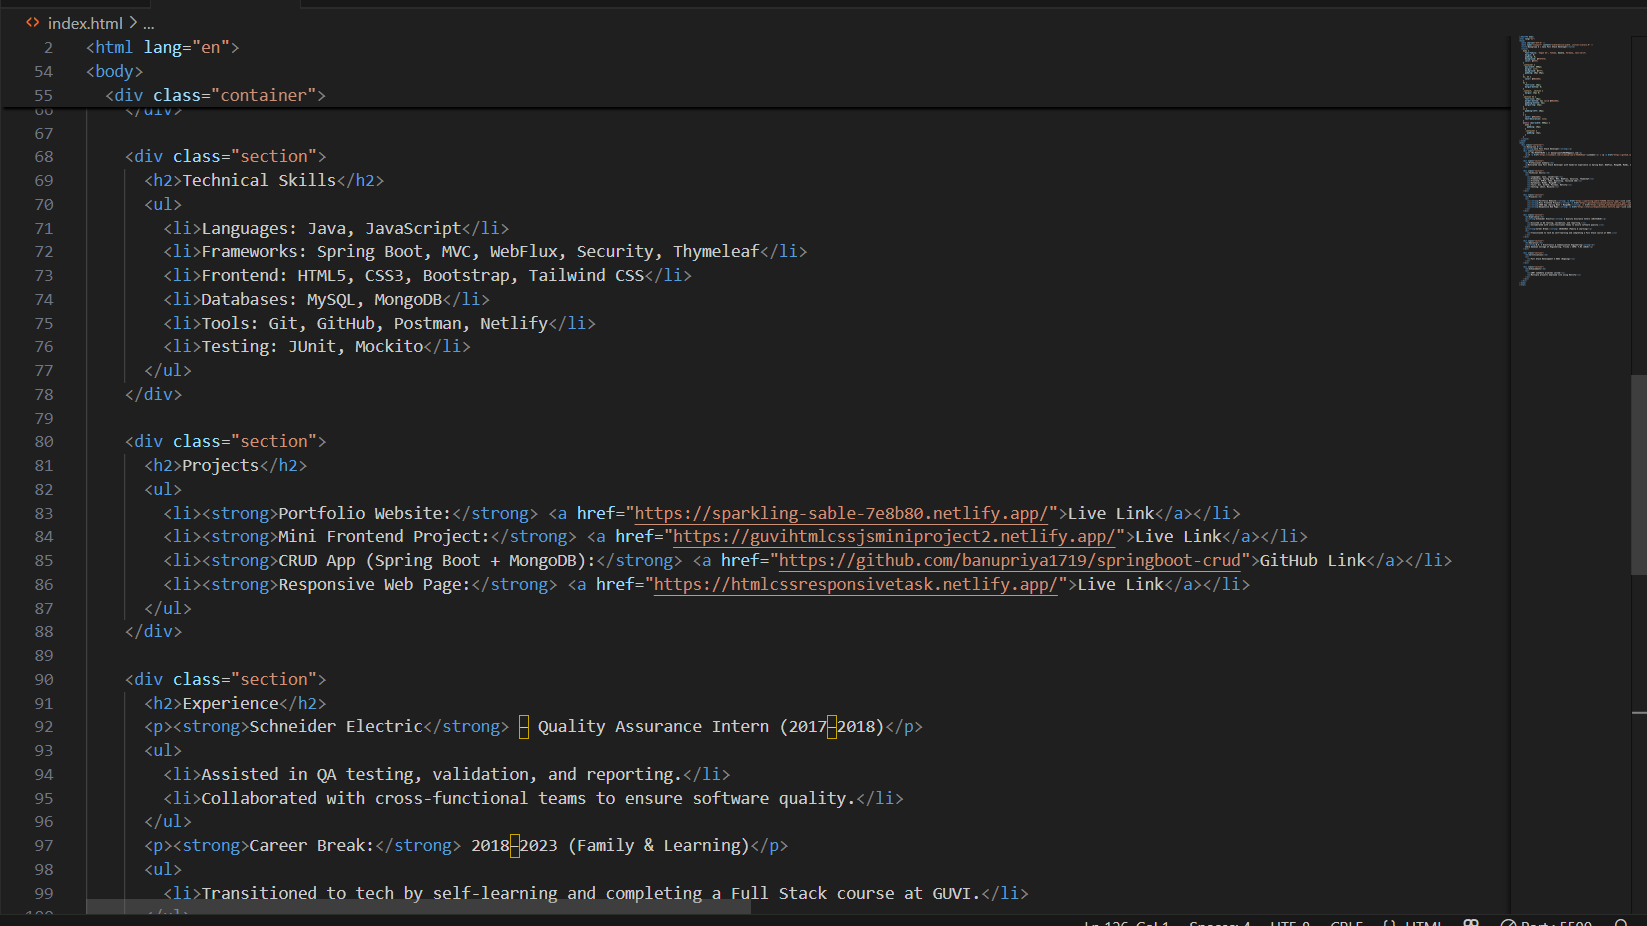 index.html > ...
2 <html lang="en">
54 <body>
55 <div class="container">
66 </div>
67
68 <div class="section">
69 <h2>Technical Skills</h2>
70 <ul>
71 <li>Languages: Java, JavaScript</li>
72 <li>Frameworks: Spring Boot, MVC, WebFlux, Security, Thymeleaf</li>
73 <li>Frontend: HTML5, CSS3, Bootstrap, Tailwind CSS</li>
74 <li>Databases: MySQL, MongoDB</li>
75 <li>Tools: Git, GitHub, Postman, Netlify</li>
76 <li>Testing: JUnit, Mockito</li>
77 </ul>
78 </div>
79
80 <div class="section">
81 <h2>Projects</h2>
82 <ul>
83 <li><strong>Portfolio Website:</strong> <a href="https://sparkling-sable-7e8b80.netlify.app/">Live Link</a></li>
84 <li><strong>Mini Frontend Project:</strong> <a href="https://guvihtmlcssjsminiproject2.netlify.app/">Live Link</a></li>
85 <li><strong>CRUD App (Spring Boot + MongoDB):</strong> <a href="https://github.com/banupriya1719/springboot-crud">GitHub Link</a></li>
86 <li><strong>Responsive Web Page:</strong> <a href="https://htmlcssresponsivetask.netlify.app/">Live Link</a></li>
87 </ul>
88 </div>
89
90 <div class="section">
91 <h2>Experience</h2>
92 <p><strong>Schneider Electric</strong> – Quality Assurance Intern (2017–2018)</p>
93 <ul>
94 <li>Assisted in QA testing, validation, and reporting.</li>
95 <li>Collaborated with cross-functional teams to ensure software quality.</li>
96 </ul>
97 <p><strong>Career Break:</strong> 2018–2023 (Family & Learning)</p>
98 <ul>
99 <li>Transitioned to tech by self-learning and completing a Full Stack course at GUVI.</li>
100 </ul>
Ln 126, Col 1 Spaces: 4 UTF-8 CRLF {} HTML Port : 5500